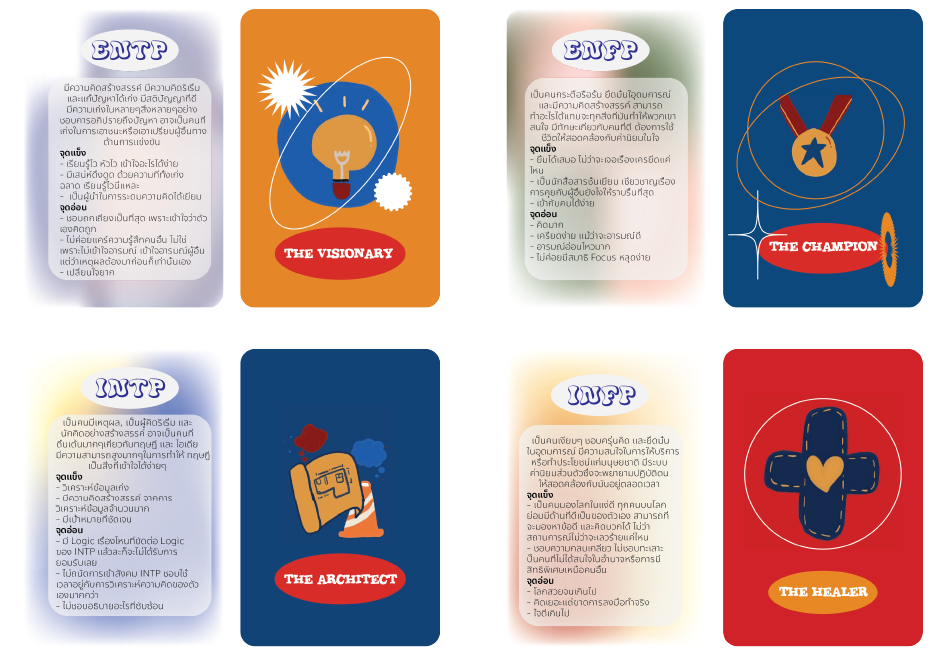 ENTP
มีความคิดสร้างสรรค์ มีความคิดริเริ่ม
และแก้ปัญหาได้เก่ง มีสติปัญญาที่ดี
มีความเก่งในหลายๆสิ่งหลายๆอย่าง
ชอบการอภิปรายถึงปัญหา อาจเป็นคนที่
เก่งในการเอาชนะหรือเอาเปรียบผู้อื่นทาง
ด้านการแข่งขัน
จุดแข็ง
- เรียนรู้ไว หัวไว เข้าใจอะไรได้ง่าย
- มีเสน่ห์ดึงดูด ด้วยความที่ทั้งเก่ง
ฉลาด เรียนรู้ไวนี่แหละ
- เป็นผู้นำในการระดมความคิดได้เยี่ยม
จุดอ่อน
- ชอบถกเถียงเป็นที่สุด เพราะเข้าใจว่าตัว
เองคิดถูก
- ไม่ค่อยแคร์ความรู้สึกคนอื่น ไม่ใช่
เพราะไม่เข้าใจอารมณ์ เข้าใจอารมณ์ผู้อื่น
แต่ว่าเหตุผลต้องมาก่อนก็เท่านั้นเอง
- เปลี่ยนใจยาก
THE VISIONARY
ENFP
เป็นคนกระตือรือร้น ยึดมั่นในอุดมการณ์
และมีความคิดสร้างสรรค์ สามารถ
ทำอะไรได้แทบจะทุกสิ่งที่มันทำให้พวกเขา
สนใจ มีทักษะเกี่ยวกับคนที่ดี ต้องการใช้
ชีวิตให้สอดคล้องกับค่านิยมในใจ
จุดแข็ง
- ยิ้มได้เสมอ ไม่ว่าจะเจอเรื่องเครยีดแค่
ไหน
- เป็นนักสื่อสารชั้นเยี่ยม เชี่ยวชาญเรื่อง
การคุยกับผู้อื่นยังไงให้ราบรื่นที่สุด
- เข้ากับคนได้ง่าย
จุดอ่อน
- คิดมาก
- เครียดง่าย แม้ว่าจะอารมณ์ดี
- อารมณ์อ่อนไหวมาก
- ไม่ค่อยมีสมาธิ Focus หลุดง่าย
THE CHAMPION
INTP
เป็นคนมีเหตุผล, เป็นผู้คิดริเริ่ม และ
นักคิดอย่างสร้างสรรค์ อาจเป็นคนที่
ตื่นเต้นมากๆเกี่ยวกับทฤษฎี และ ไอเดีย
มีความสามารถสูงมากๆในการทำให้ ทฤษฎี
เป็นสิ่งที่เข้าใจได้ง่ายๆ
จุดแข็ง
- วิเคราะห์ข้อมูลเก่ง
- มีความคิดสร้างสรรค์ จากการ
วิเคราะห์ข้อมูลจำนวนมาก
- มีเป้าหมายที่ชัดเจน
จุดอ่อน
- มี Logic เรื่องไหนที่ขัดต่อ Logic
ของ INTP แล้วละก็จะไม่ได้รับการ
ยอมรับเลย
- ไม่ถนัดการเข้าสังคม INTP ชอบใช้
เวลาอยู่กับการวิเคราะห์ความคิดของตัว
เองมากกว่า
- ไม่ชอบอธิบายอะไรที่ซับซ้อน
THE ARCHITECT
INFP
เป็นคนเงียบๆ ชอบครุ่นคิด และยึดมั่น
ในอุดมการณ์ มีความสนใจในการให้บริการ
หรือทำประโยชน์แก่มนุษยชาติ มีระบบ
ค่านิยมส่วนตัวซึ่งจะพยายามปฏิบัติตน
ให้สอดคล้องกับมันอยู่ตลอดเวลา
จุดแข็ง
- เป็นคนมองโลกในแง่ดี ทุกคนบนโลก
ย่อมมีด้านที่ดีเป็นของตัวเอง สามารถที่
จะมองหาข้อดี และคิดบวกได้ ไม่ว่า
สถานการณ์ไม่ว่าจะเลวร้ายแค่ไหน
- ชอบความกลมเกลียว ไม่ชอบทะเลาะ
เป็นคนที่ไม่ได้สนใจในอำนาจหรือการมี
สิทธิพิเศษเหนือคนอื่น
จุดอ่อน
- โลกสวยจนเกินไป
- คิดเยอะแต่ขาดการลงมือทำจริง
- ใจดีเกินไป
THE HEALER